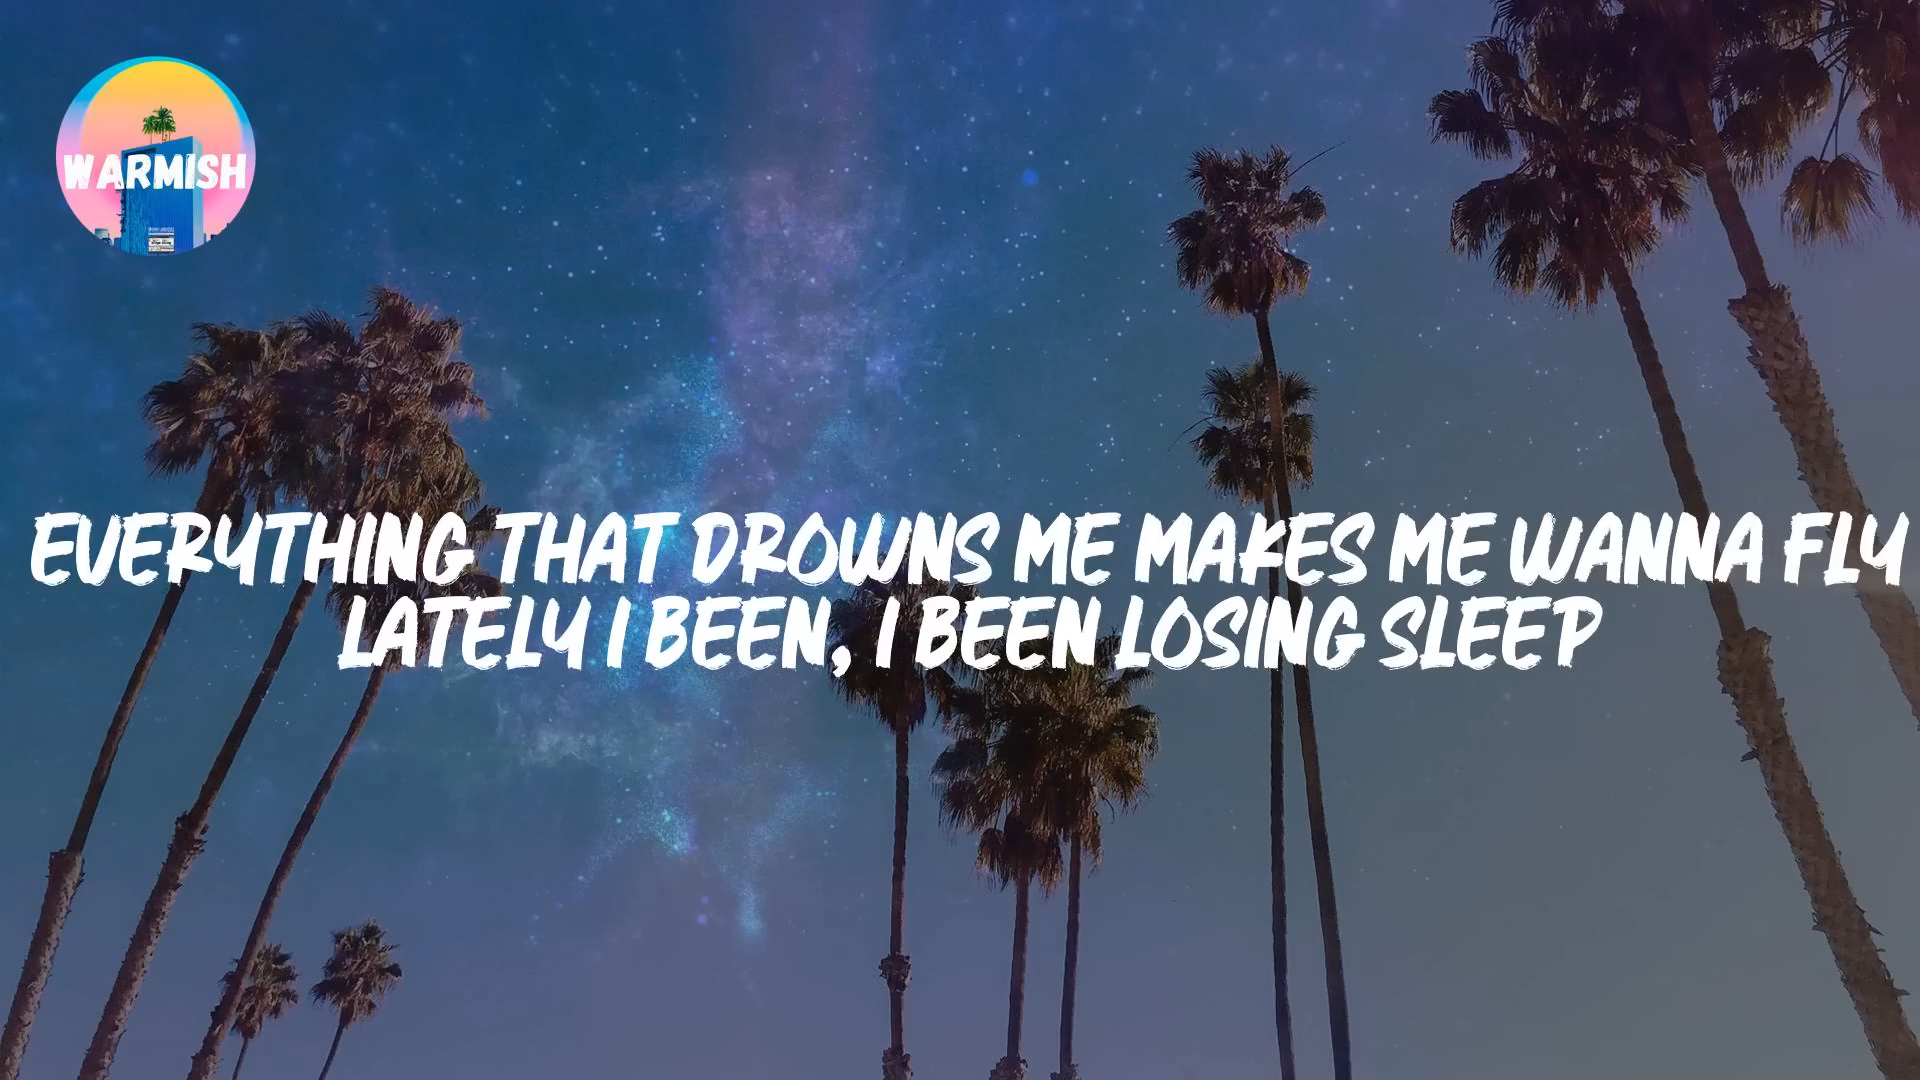 WARMISH
EVERYTHING THAT DROWNS ME MAKES ME WANNA FLY
LATELY I BEEN, I BEEN LOSING SLEEP